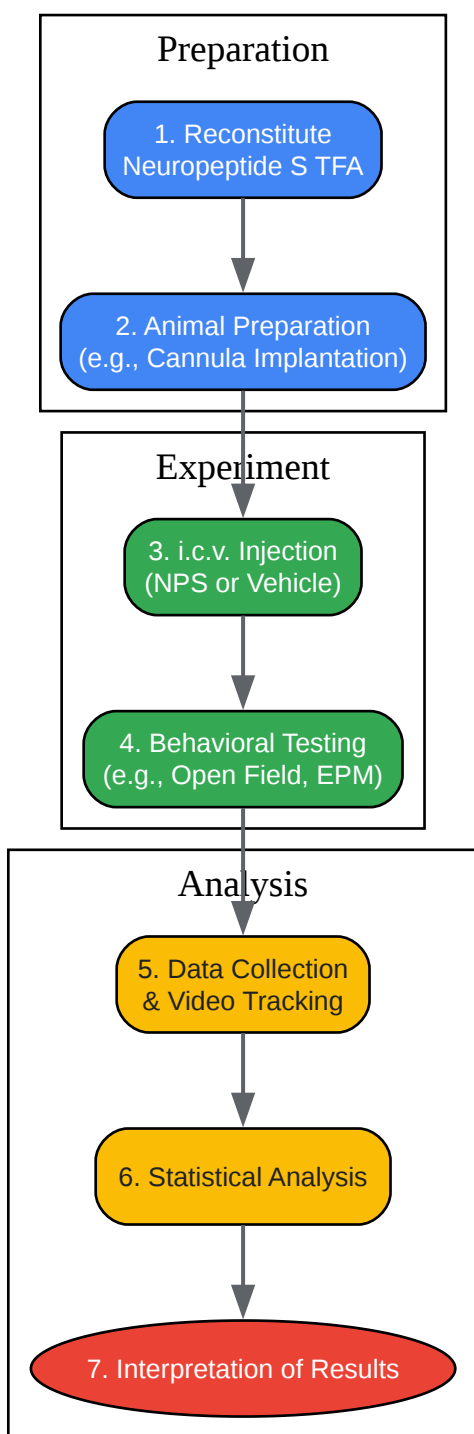 Preparation
1. Reconstitute
Neuropeptide S TFA
2. Animal Preparation
(e.g., Cannula Implantation)
Experiment
3. i.c.v. Injection
(NPS or Vehicle)
4. Behavioral Testing
(e.g., Open Field, EPM)
Analysis
5. Data Collection
& Video Tracking
6. Statistical Analysis
7. Interpretation of Results